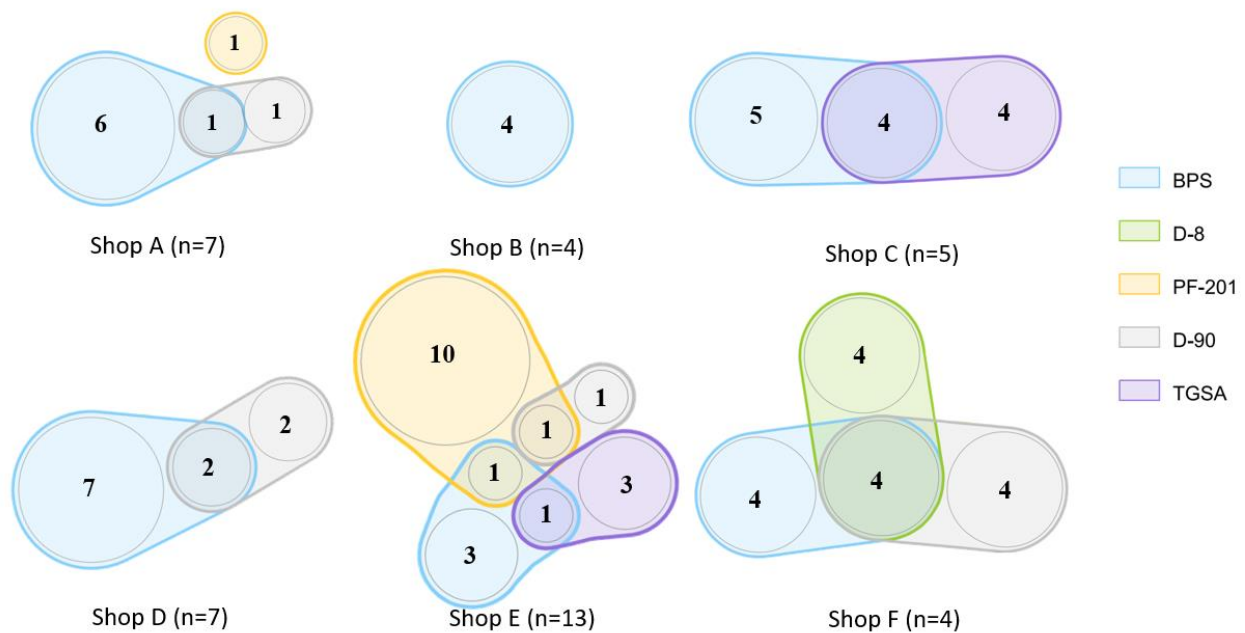 1
6
1
1
Shop A (n=7)
4
Shop B (n=4)
5
4
4
Shop C (n=5)
BPS
D-8
PF-201
D-90
TGSA
7
2
2
Shop D (n=7)
10
1
1
1
3
1
3
Shop E (n=13)
4
4
4
4
Shop F (n=4)